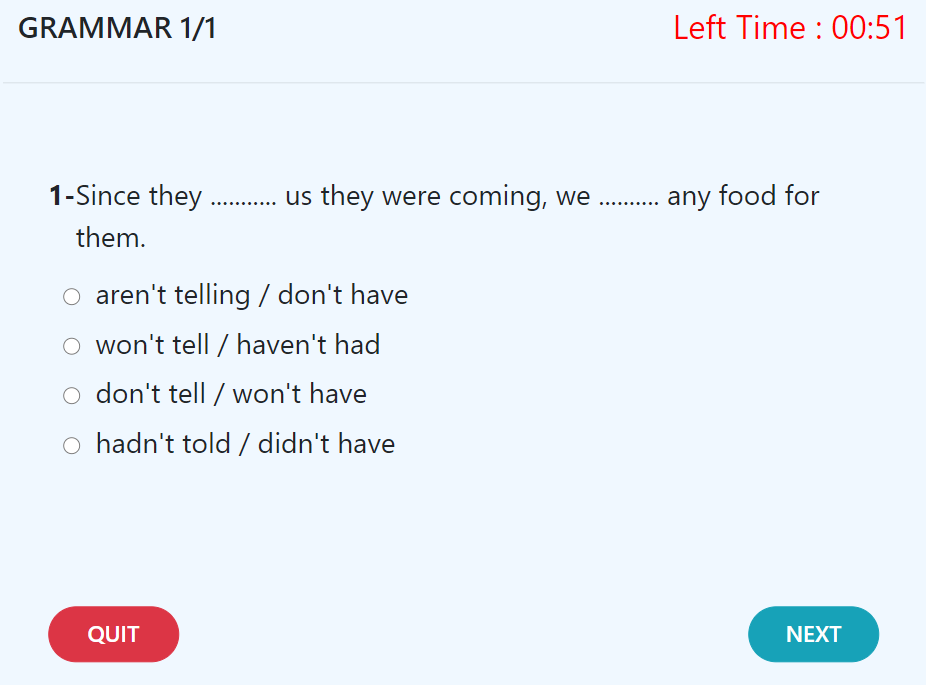 GRAMMAR 1/1
Left Time : 00:51
1-Since they ........... us they were coming, we .......... any food for
them.
aren't telling / don't have
won't tell / haven't had
don't tell / won't have
hadn't told / didn't have
QUIT
NEXT